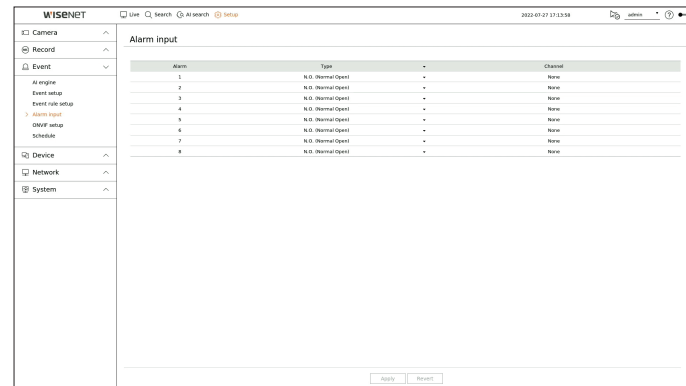 WISENET
Live Search AI search Setup 2022-07-27 17:13:58 admin ?
Camera
Record
Event
AI engine
Event setup
Event rule setup
> Alarm input
ONVIF setup
Schedule
Device
Network
System
Alarm input
Alarm Type Channel
1 N.O. (Normal Open) None
2 N.O. (Normal Open) None
3 N.O. (Normal Open) None
4 N.O. (Normal Open) None
5 N.O. (Normal Open) None
6 N.O. (Normal Open) None
7 N.O. (Normal Open) None
8 N.O. (Normal Open) None
Apply Revert